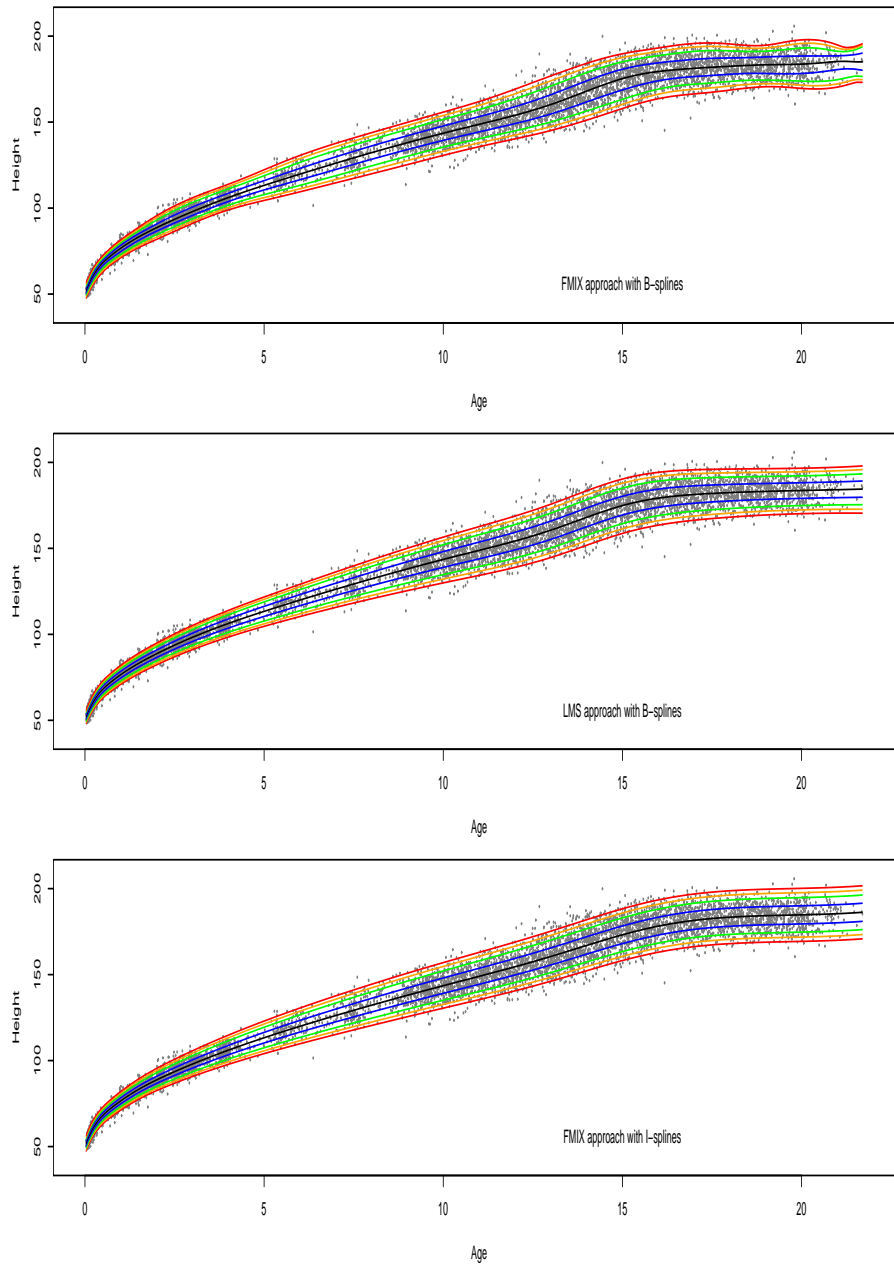 200
150
100
50
Height
FMIX approach with B−splines
0 5 10 15 20
Age
200
150
100
50
Height
LMS approach with B−splines
0 5 10 15 20
Age
200
150
100
50
Height
FMIX approach with I−splines
0 5 10 15 20
Age